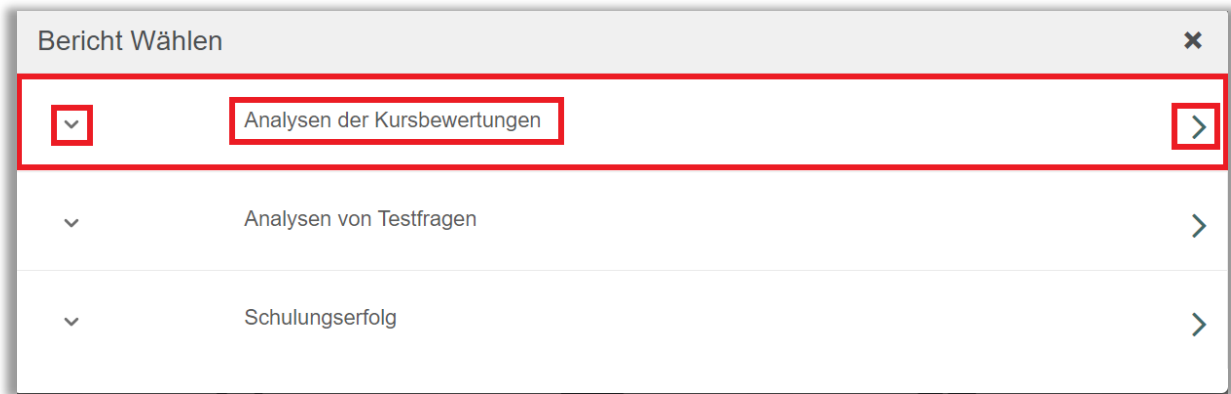 Bericht Wählen
Analysen der Kursbewertungen
Analysen von Testfragen
Schulungserfolg